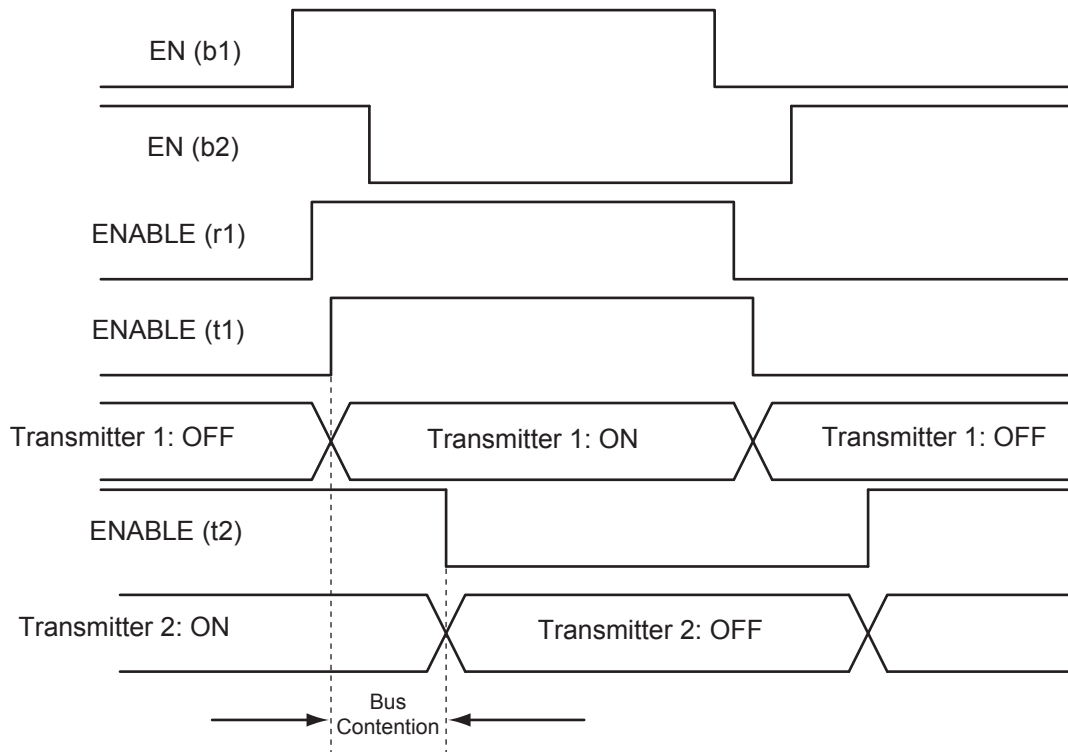 EN (b1)
EN (b2)
ENABLE (r1)
ENABLE (t1)
Transmitter 1: OFF
Transmitter 1: ON
Transmitter 1: OFF
ENABLE (t2)
Transmitter 2: ON
Transmitter 2: OFF
Bus
Contention